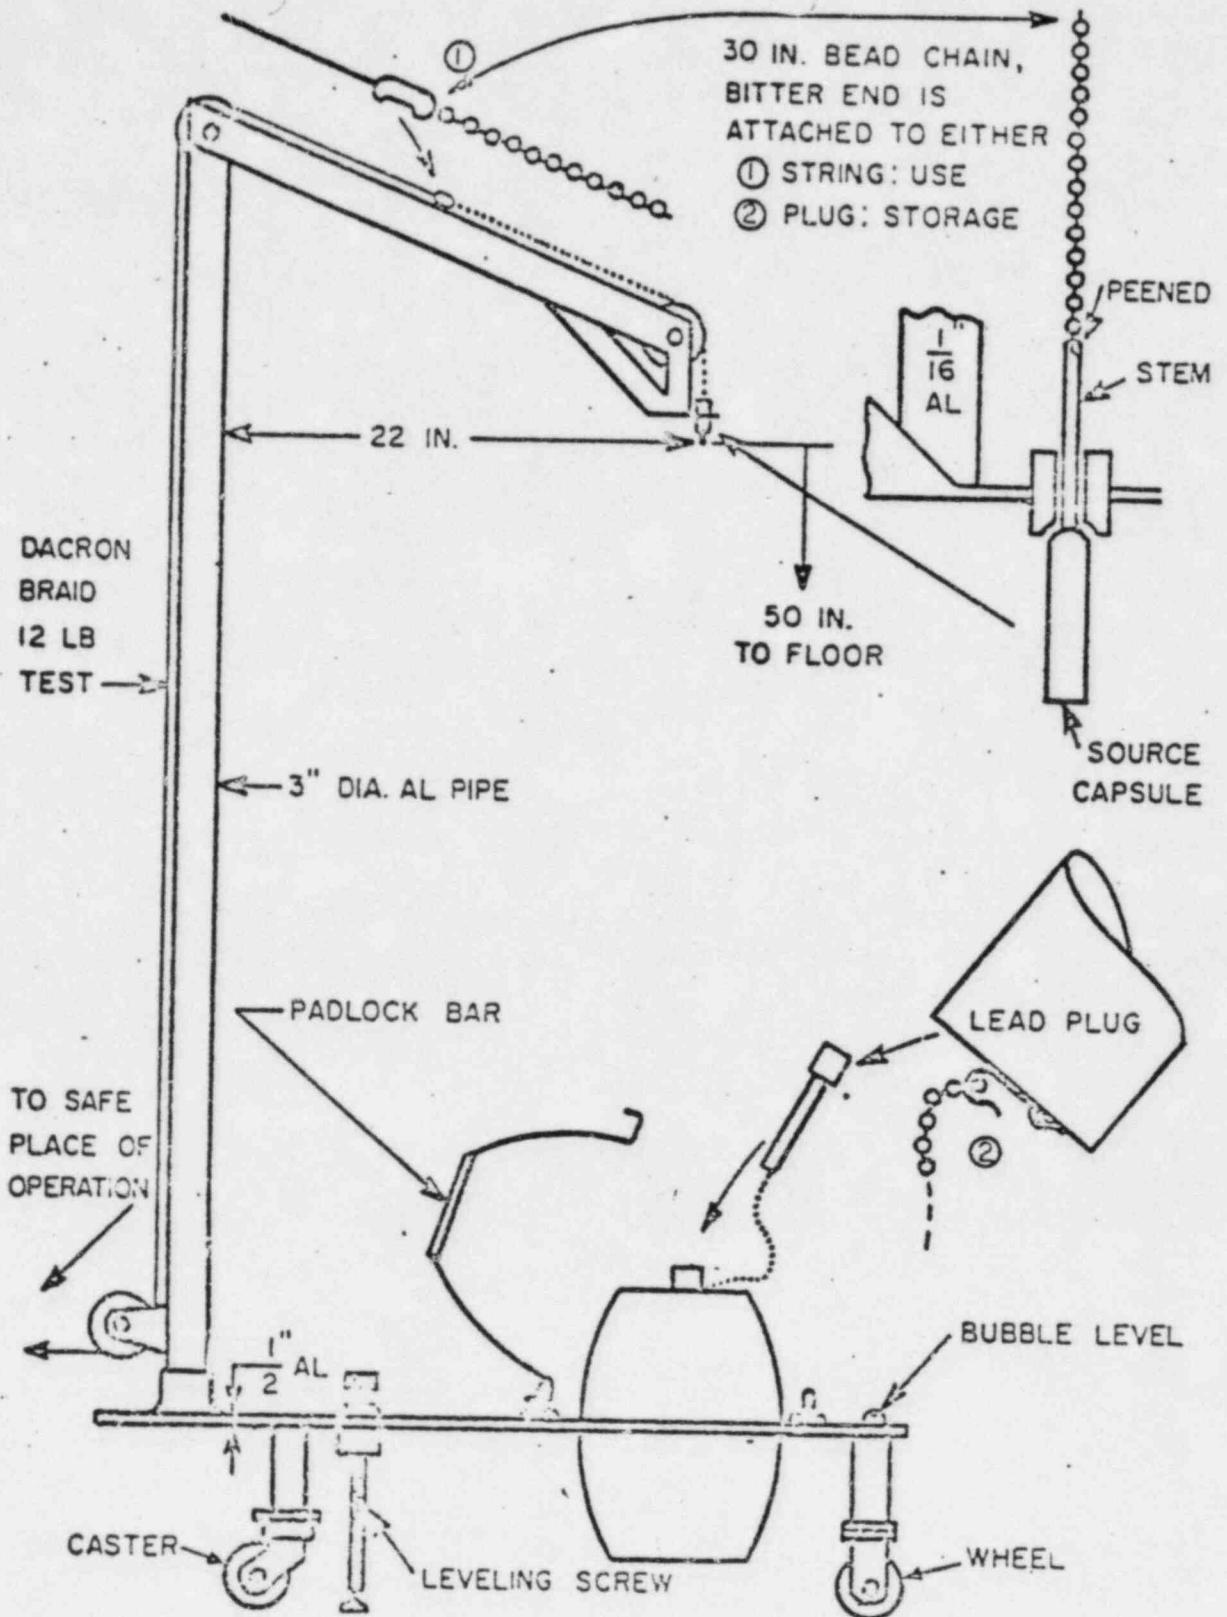 ①
30 IN. BEAD CHAIN,
BITTER END IS
ATTACHED TO EITHER
① STRING: USE
② PLUG: STORAGE
PEENED
1"
16
AL
STEM
22 IN.
DACRON
BRAID
12 LB
TEST
50 IN.
TO FLOOR
3" DIA. AL PIPE
SOURCE
CAPSULE
PADLOCK BAR
LEAD PLUG
TO SAFE
PLACE OF
OPERATION
②
BUBBLE LEVEL
1"
2 AL
CASTER
LEVELING SCREW
WHEEL